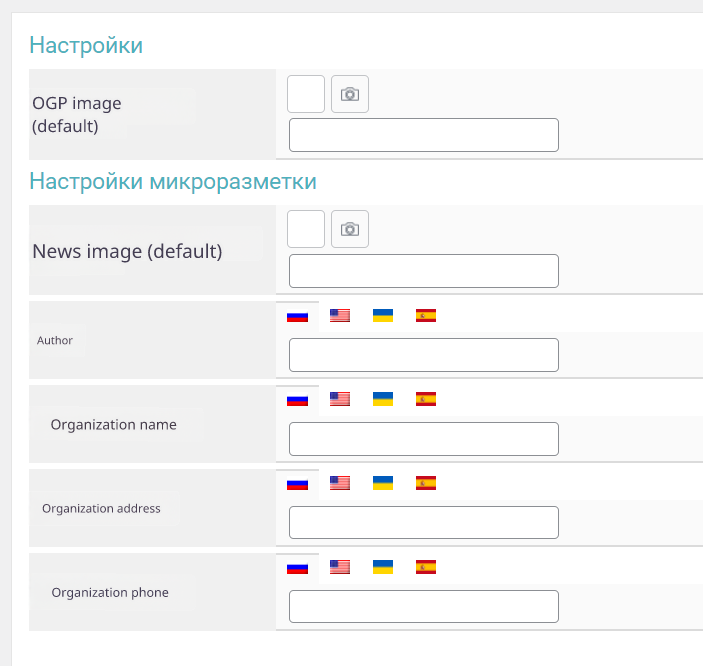 Настройки
OGP image
(default)
Настройки микроразметки
News image (default)
Author
Organization name
Organization address
Organization phone